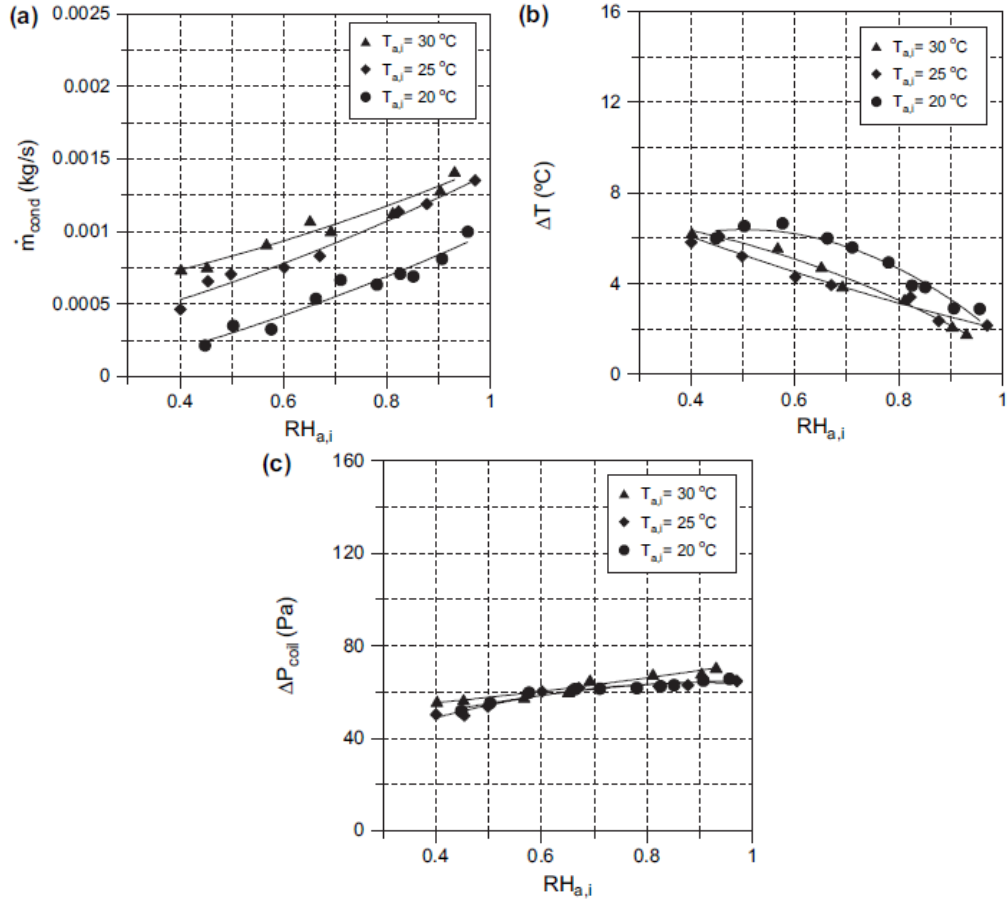 (a)
0.0025
0.002
0.0015
0.001
0.0005
0
ṁcond (kg/s)
0.4 0.6 0.8 1
RHa,i
▲ Ta,i= 30 °C
◆ Ta,i= 25 °C
● Ta,i= 20 °C
(b)
16
12
8
4
0
ΔT (ºC)
0.4 0.6 0.8 1
RHa,i
▲ Ta,i= 30 °C
◆ Ta,i= 25 °C
● Ta,i= 20 °C
(c)
160
120
80
40
0
ΔPcoil (Pa)
0.4 0.6 0.8 1
RHa,i
▲ Ta,i= 30 °C
◆ Ta,i= 25 °C
● Ta,i= 20 °C